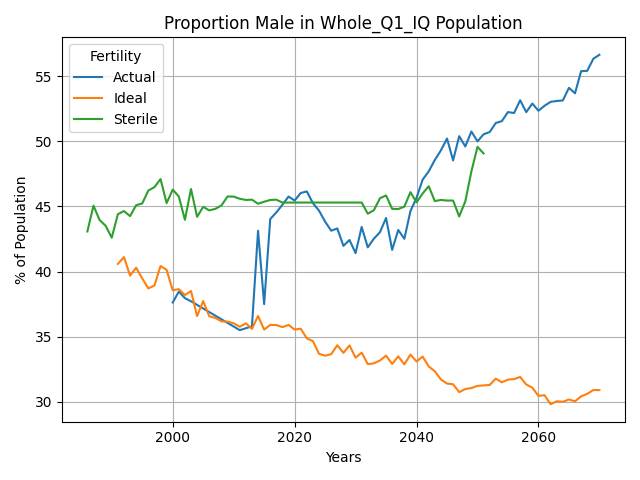 Proportion Male in Whole_Q1_IQ Population
Fertility
Actual
Ideal
Sterile
% of Population
55
50
45
40
35
30
2000
2020
2040
2060
Years